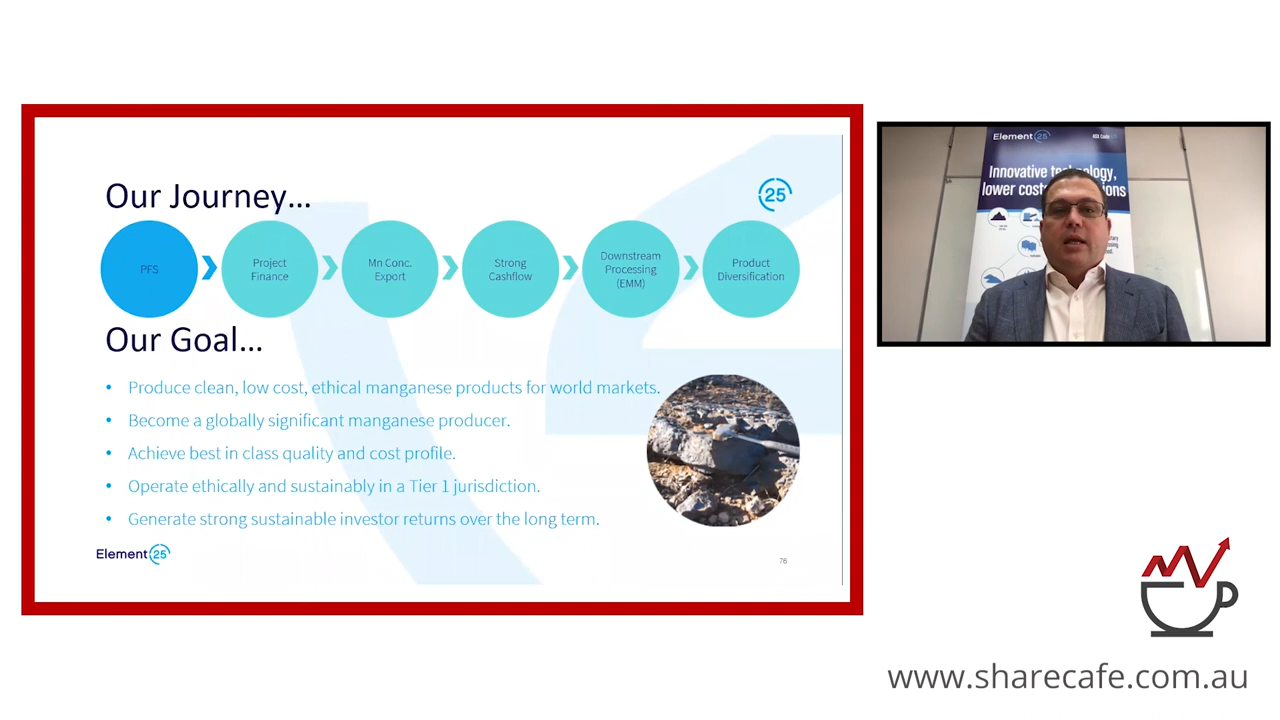 Our Journey...
25
PFS
Project
Finance
Mn Conc.
Export
Strong
Cashflow
Downstream
Processing
(EMM)
Product
Diversification
Our Goal...
• Produce clean, low cost, ethical manganese products for world markets.
• Become a globally significant manganese producer.
• Achieve best in class quality and cost profile.
• Operate ethically and sustainably in a Tier 1 jurisdiction.
• Generate strong sustainable investor returns over the long term.
Element 25
76
Element 25
Innovative
lower
www.sharecafe.com.au